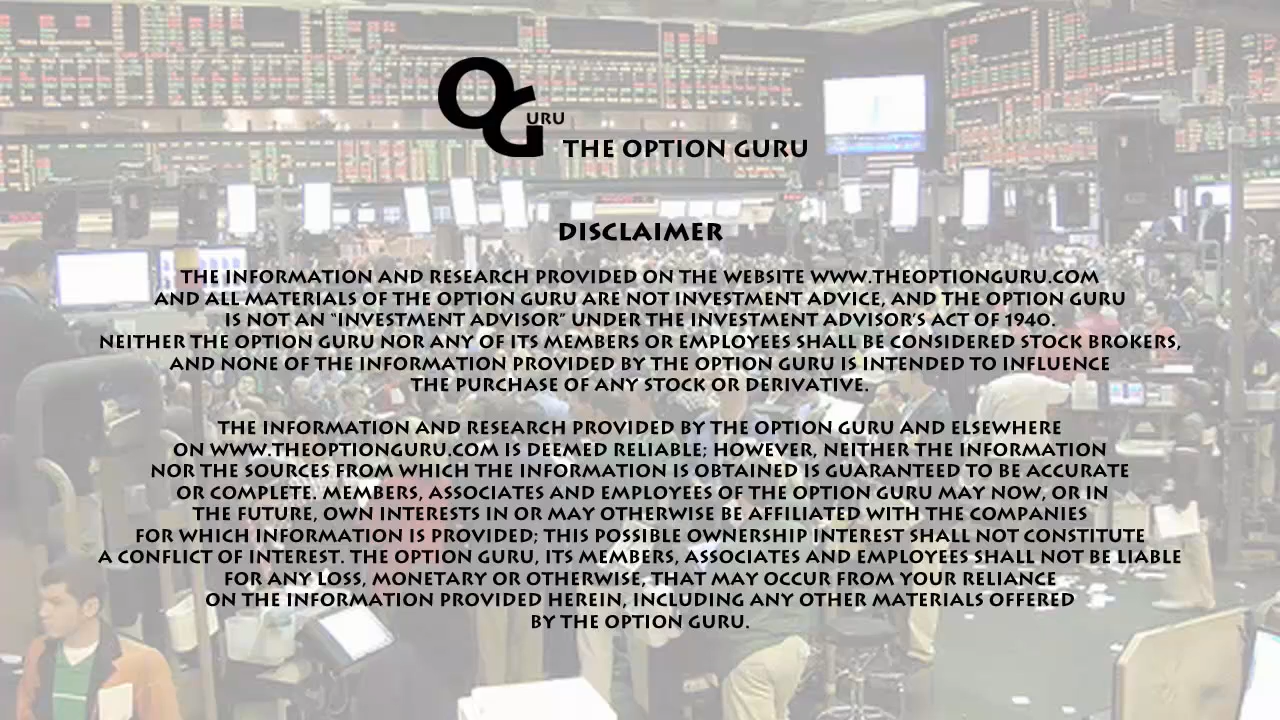 OG URU
THE OPTION GURU
DISCLAIMER
THE INFORMATION AND RESEARCH PROVIDED ON THE WEBSITE WWW.THEOPTIONGURU.COM
AND ALL MATERIALS OF THE OPTION GURU ARE NOT INVESTMENT ADVICE, AND THE OPTION GURU
IS NOT AN “INVESTMENT ADVISOR” UNDER THE INVESTMENT ADVISOR’S ACT OF 1940.
NEITHER THE OPTION GURU NOR ANY OF ITS MEMBERS OR EMPLOYEES SHALL BE CONSIDERED STOCK BROKERS,
AND NONE OF THE INFORMATION PROVIDED BY THE OPTION GURU IS INTENDED TO INFLUENCE
THE PURCHASE OF ANY STOCK OR DERIVATIVE.
THE INFORMATION AND RESEARCH PROVIDED BY THE OPTION GURU AND ELSEWHERE
ON WWW.THEOPTIONGURU.COM IS DEEMED RELIABLE; HOWEVER, NEITHER THE INFORMATION
NOR THE SOURCES FROM WHICH THE INFORMATION IS OBTAINED IS GUARANTEED TO BE ACCURATE
OR COMPLETE. MEMBERS, ASSOCIATES AND EMPLOYEES OF THE OPTION GURU MAY NOW, OR IN
THE FUTURE, OWN INTERESTS IN OR MAY OTHERWISE BE AFFILIATED WITH THE COMPANIES
FOR WHICH INFORMATION IS PROVIDED; THIS POSSIBLE OWNERSHIP INTEREST SHALL NOT CONSTITUTE
A CONFLICT OF INTEREST. THE OPTION GURU, ITS MEMBERS, ASSOCIATES AND EMPLOYEES SHALL NOT BE LIABLE
FOR ANY LOSS, MONETARY OR OTHERWISE, THAT MAY OCCUR FROM YOUR RELIANCE
ON THE INFORMATION PROVIDED HEREIN, INCLUDING ANY OTHER MATERIALS OFFERED
BY THE OPTION GURU.